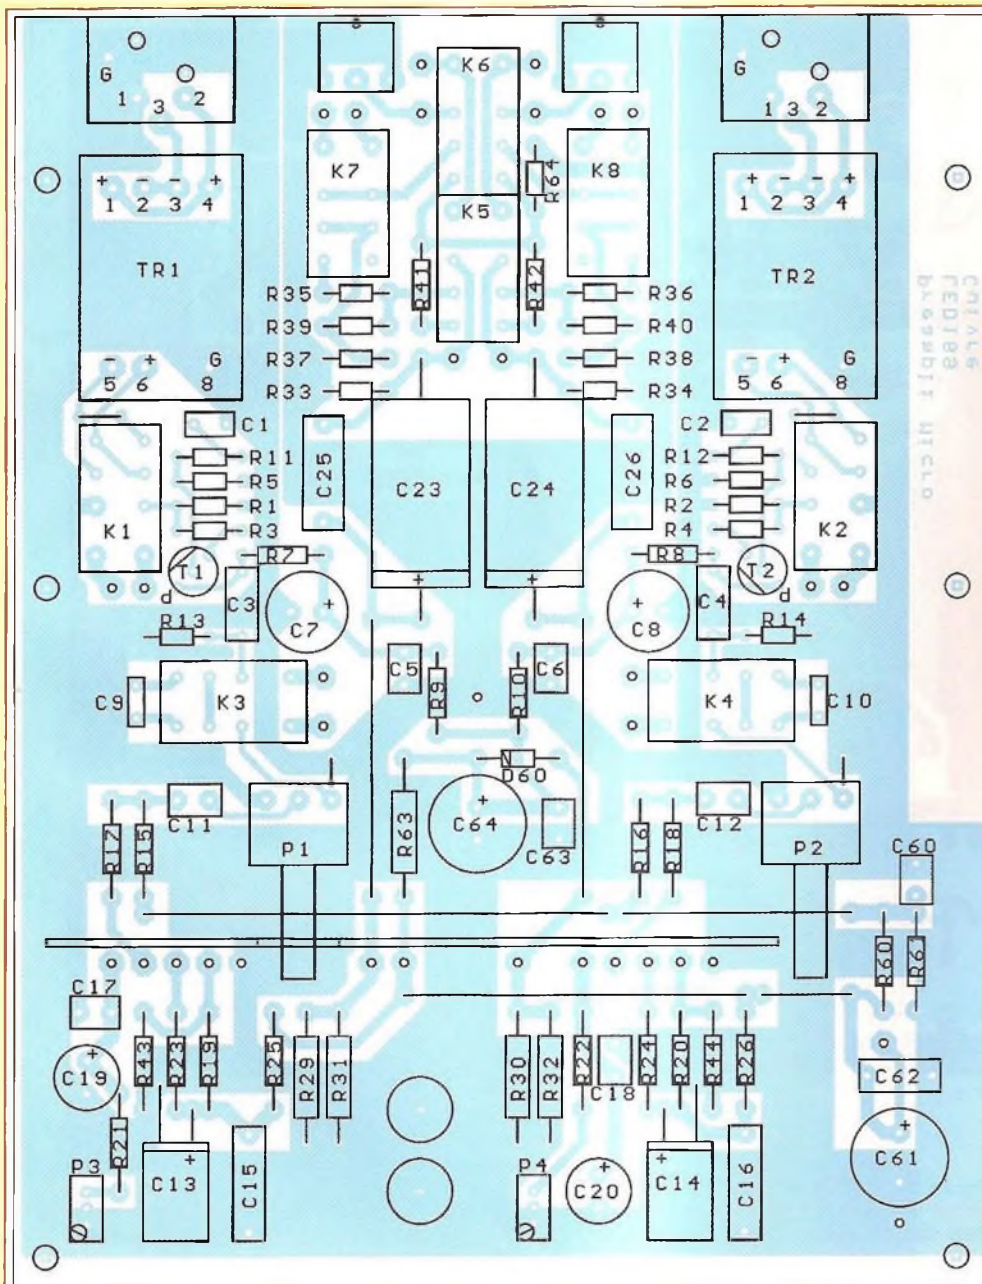 G
1 3 2
G
1 3 2
K6
K7
R64
K8
K5
+ − − +
1 2 3 4
+ − − +
1 2 3 4
TR1
TR2
R41
R42
R35
R36
R39
R40
R37
R38
R33
R34
− + G
5 6 8
− + G
5 6 8
Preampli Micro
LED189
Cuivre
C1
C2
R11
R12
R5
R6
R1
R2
R3
R4
K1
K2
C25
C23
C24
C26
+
+
R7
R8
T1
T2
d
d
C3
C7
+
C8
+
C4
R13
R14
C5
R9
R10
C6
C9
K3
K4
C10
D60
C11
R63
C64
+
C63
C12
R17
R15
P1
R16
R18
P2
C60
R60
R61
C17
C19
+
R43
R23
R19
R25
R29
R31
R30
R32
R22
C18
R24
R20
R44
R26
C62
R21
P3
C13
+
C15
P4
C20
+
C14
+
C16
C61
+